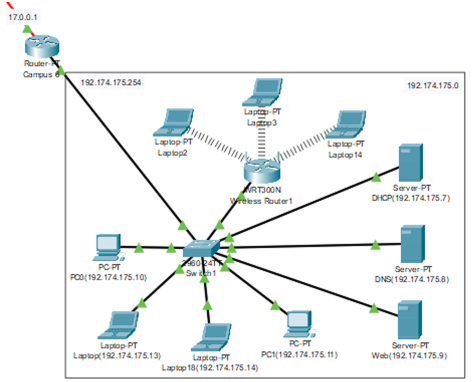 17.0.0.1
Router-PT
Campus 6
192.174.175.254
192.174.175.0
Laptop-PT
Laptop3
Laptop-PT
Laptop2
Laptop-PT
Laptop14
WRT300N
Wireless Router1
Server-PT
DHCP(192.174.175.7)
2960-24TT
Switch1
PC-PT
PC0(192.174.175.10)
Server-PT
DNS(192.174.175.8)
Laptop-PT
Laptop(192.174.175.13)
Laptop-PT
Laptop18(192.174.175.14)
PC-PT
PC1(192.174.175.11)
Server-PT
Web(192.174.175.9)